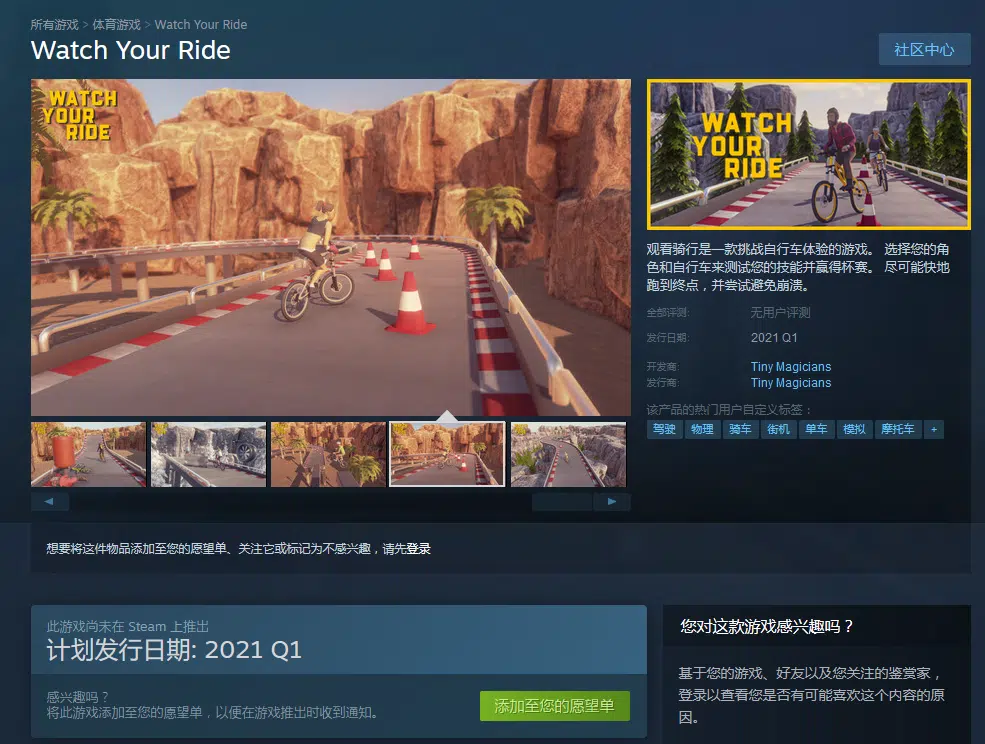 所有游戏 > 体育游戏 > Watch Your Ride
Watch Your Ride
社区中心
WATCH
YOUR
RIDE
WATCH
YOUR
RIDE
观看骑行是一款挑战自行车体验的游戏。 选择您的角
色和自行车来测试您的技能并赢得杯赛。 尽可能快地
跑到终点，并尝试避免崩溃。
全部评测: 无用户评测
发行日期: 2021 Q1
开发商: Tiny Magicians
发行商: Tiny Magicians
该产品的热门用户自定义标签：
驾驶 物理 骑车 街机 单车 模拟 摩托车 +
想要将这件物品添加至您的愿望单、关注它或标记为不感兴趣，请先登录
此游戏尚未在 Steam 上推出
计划发行日期: 2021 Q1
感兴趣吗？
将此游戏添加至您的愿望单，以便在游戏推出时收到通知。
添加至您的愿望单
您对这款游戏感兴趣吗？
基于您的游戏、好友以及您关注的鉴赏家，
登录以查看您是否有可能喜欢这个内容的原
因。